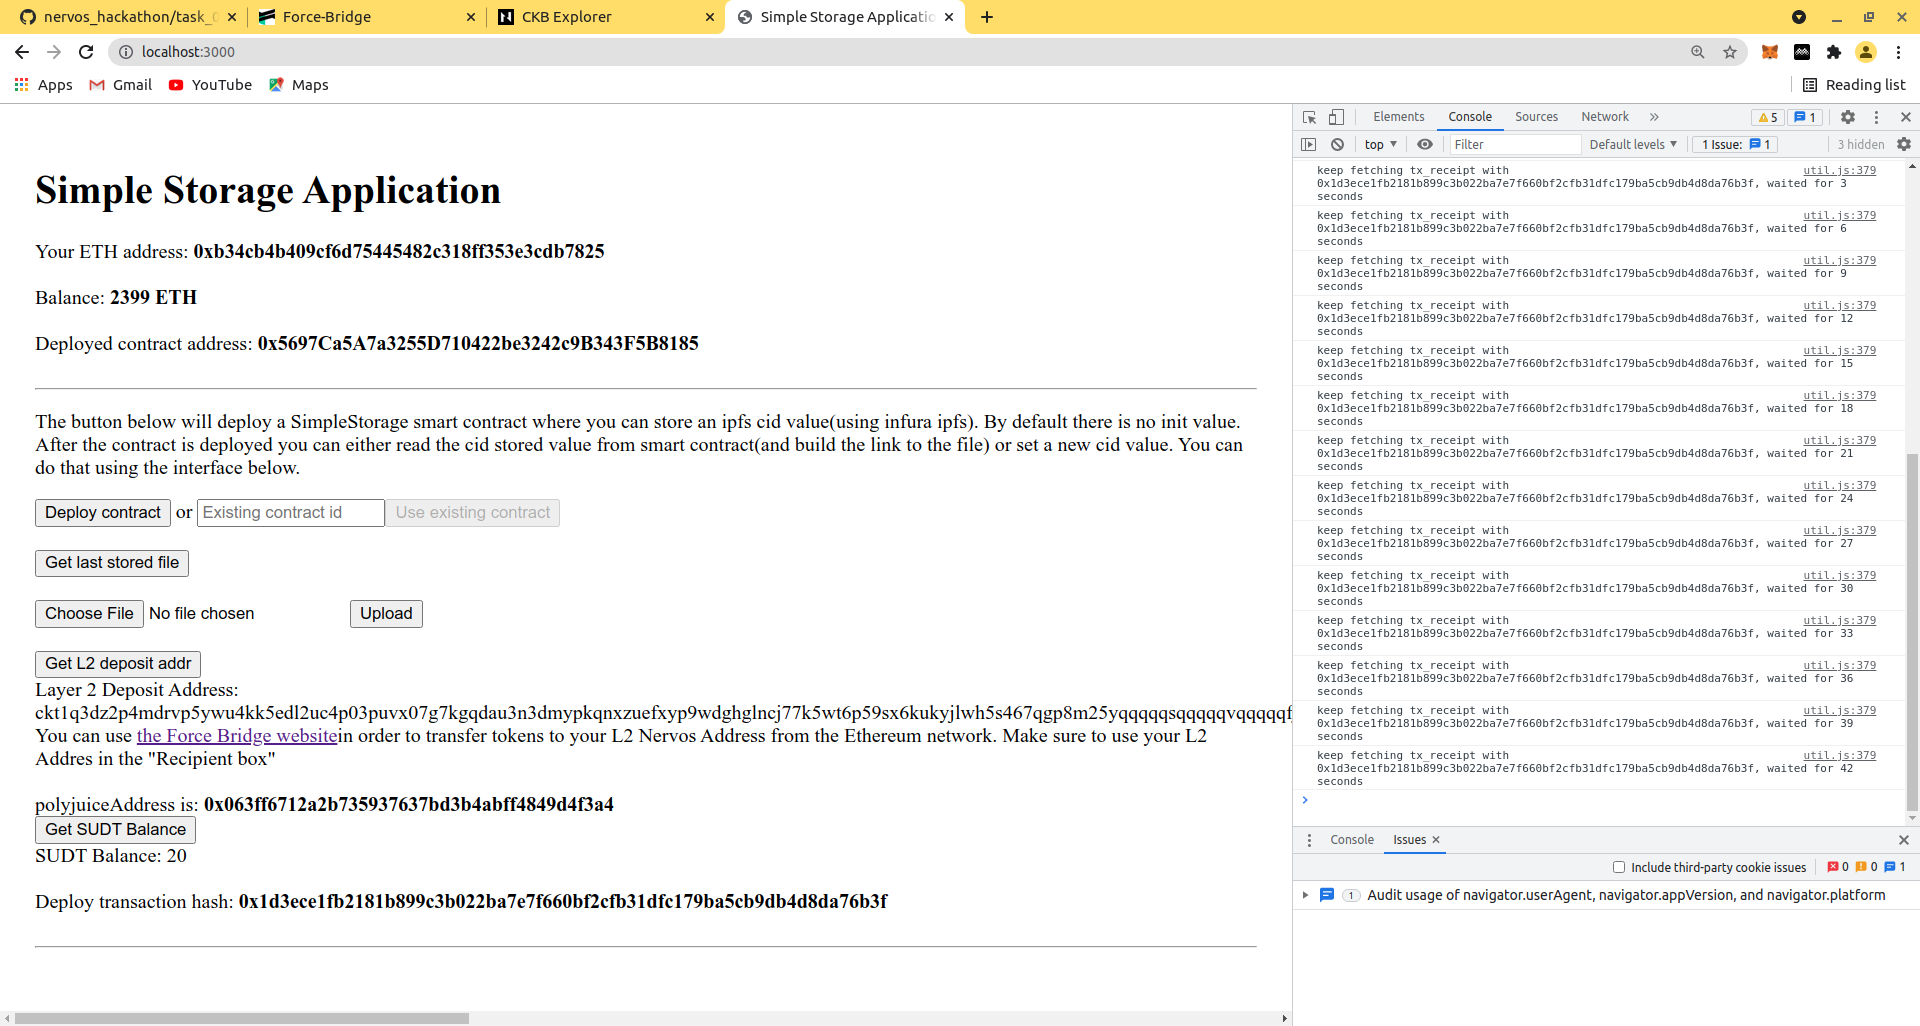 nervos_hackathon/task_0
Force-Bridge
CKB Explorer
Simple Storage Applicatio
localhost:3000
Apps
Gmail
YouTube
Maps
Reading list
Simple Storage Application
Your ETH address: 0xb34cb4b409cf6d75445482c318ff353e3cdb7825
Balance: 2399 ETH
Deployed contract address: 0x5697Ca5A7a3255D710422be3242c9B343F5B8185
The button below will deploy a SimpleStorage smart contract where you can store an ipfs cid value(using infura ipfs). By default there is no init value.
After the contract is deployed you can either read the cid stored value from smart contract(and build the link to the file) or set a new cid value. You can
do that using the interface below.
Deploy contract or Existing contract id Use existing contract
Get last stored file
Choose File No file chosen Upload
Get L2 deposit addr
Layer 2 Deposit Address:
ckt1q3dz2p4mdrvp5ywu4kk5edl2uc4p03puvx07g7kgqdau3n3dmypkqnxzuefxyp9wdghglncj77k5wt6p59sx6kukyjlwh5s467qgp8m25yqqqqqsqqqqqvqqqqqf
You can use the Force Bridge websitein order to transfer tokens to your L2 Nervos Address from the Ethereum network. Make sure to use your L2
Addres in the "Recipient box"
polyjuiceAddress is: 0x063ff6712a2b735937637bd3b4abff4849d4f3a4
Get SUDT Balance
SUDT Balance: 20
Deploy transaction hash: 0x1d3ece1fb2181b899c3b022ba7e7f660bf2cfb31dfc179ba5cb9db4d8da76b3f
Elements Console Sources Network » 5 1
top Filter Default levels 1 Issue: 1 3 hidden
keep fetching tx_receipt with util.js:379
0x1d3ece1fb2181b899c3b022ba7e7f660bf2cfb31dfc179ba5cb9db4d8da76b3f, waited for 3
seconds
keep fetching tx_receipt with util.js:379
0x1d3ece1fb2181b899c3b022ba7e7f660bf2cfb31dfc179ba5cb9db4d8da76b3f, waited for 6
seconds
keep fetching tx_receipt with util.js:379
0x1d3ece1fb2181b899c3b022ba7e7f660bf2cfb31dfc179ba5cb9db4d8da76b3f, waited for 9
seconds
keep fetching tx_receipt with util.js:379
0x1d3ece1fb2181b899c3b022ba7e7f660bf2cfb31dfc179ba5cb9db4d8da76b3f, waited for 12
seconds
keep fetching tx_receipt with util.js:379
0x1d3ece1fb2181b899c3b022ba7e7f660bf2cfb31dfc179ba5cb9db4d8da76b3f, waited for 15
seconds
keep fetching tx_receipt with util.js:379
0x1d3ece1fb2181b899c3b022ba7e7f660bf2cfb31dfc179ba5cb9db4d8da76b3f, waited for 18
seconds
keep fetching tx_receipt with util.js:379
0x1d3ece1fb2181b899c3b022ba7e7f660bf2cfb31dfc179ba5cb9db4d8da76b3f, waited for 21
seconds
keep fetching tx_receipt with util.js:379
0x1d3ece1fb2181b899c3b022ba7e7f660bf2cfb31dfc179ba5cb9db4d8da76b3f, waited for 24
seconds
keep fetching tx_receipt with util.js:379
0x1d3ece1fb2181b899c3b022ba7e7f660bf2cfb31dfc179ba5cb9db4d8da76b3f, waited for 27
seconds
keep fetching tx_receipt with util.js:379
0x1d3ece1fb2181b899c3b022ba7e7f660bf2cfb31dfc179ba5cb9db4d8da76b3f, waited for 30
seconds
keep fetching tx_receipt with util.js:379
0x1d3ece1fb2181b899c3b022ba7e7f660bf2cfb31dfc179ba5cb9db4d8da76b3f, waited for 33
seconds
keep fetching tx_receipt with util.js:379
0x1d3ece1fb2181b899c3b022ba7e7f660bf2cfb31dfc179ba5cb9db4d8da76b3f, waited for 36
seconds
keep fetching tx_receipt with util.js:379
0x1d3ece1fb2181b899c3b022ba7e7f660bf2cfb31dfc179ba5cb9db4d8da76b3f, waited for 39
seconds
keep fetching tx_receipt with util.js:379
0x1d3ece1fb2181b899c3b022ba7e7f660bf2cfb31dfc179ba5cb9db4d8da76b3f, waited for 42
seconds
Console Issues
Include third-party cookie issues 0 0 1
1 Audit usage of navigator.userAgent, navigator.appVersion, and navigator.platform